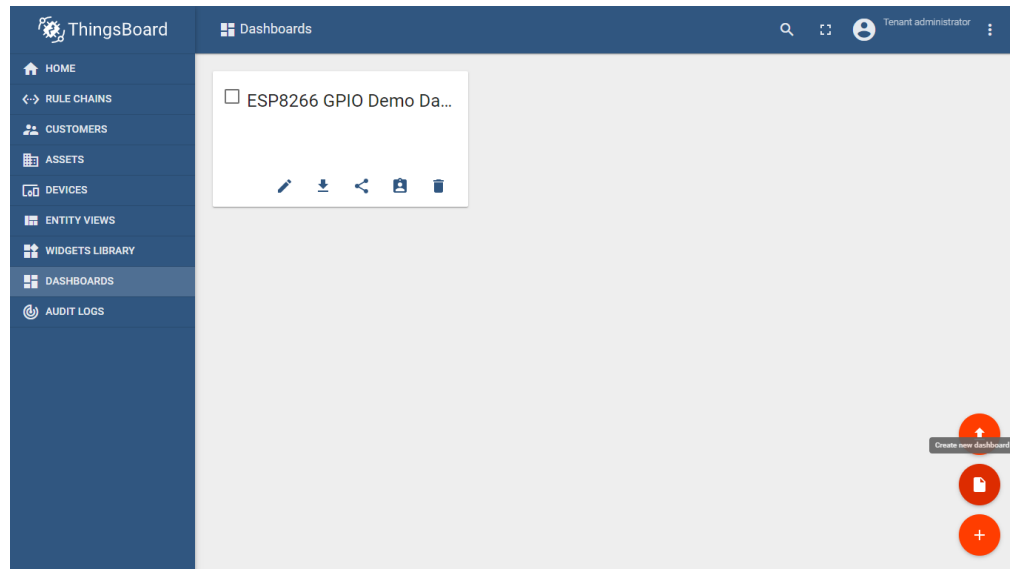 ThingsBoard
Dashboards
Tenant administrator
HOME
RULE CHAINS
CUSTOMERS
ASSETS
DEVICES
ENTITY VIEWS
WIDGETS LIBRARY
DASHBOARDS
AUDIT LOGS
ESP8266 GPIO Demo Da...
Create new dashboard